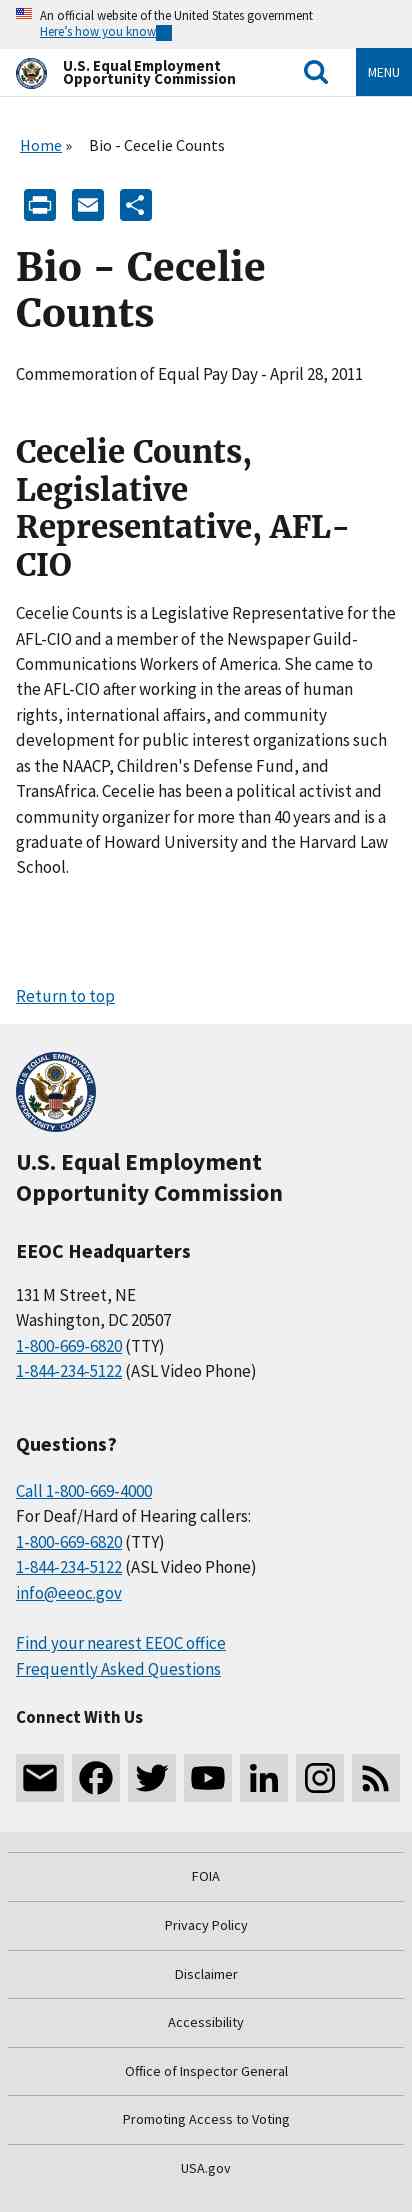 An official website of the United States government
Here's how you know
U.S. Equal Employment
Opportunity Commission
MENU
Home » Bio - Cecelie Counts
Bio - Cecelie
Counts
Commemoration of Equal Pay Day - April 28, 2011
Cecelie Counts,
Legislative
Representative, AFL-
CIO
Cecelie Counts is a Legislative Representative for the
AFL-CIO and a member of the Newspaper Guild-
Communications Workers of America. She came to
the AFL-CIO after working in the areas of human
rights, international affairs, and community
development for public interest organizations such
as the NAACP, Children's Defense Fund, and
TransAfrica. Cecelie has been a political activist and
community organizer for more than 40 years and is a
graduate of Howard University and the Harvard Law
School.
Return to top
U.S. EQUAL EMPLOYMENT
OPPORTUNITY COMMISSION
U.S. Equal Employment
Opportunity Commission
EEOC Headquarters
131 M Street, NE
Washington, DC 20507
1-800-669-6820 (TTY)
1-844-234-5122 (ASL Video Phone)
Questions?
Call 1-800-669-4000
For Deaf/Hard of Hearing callers:
1-800-669-6820 (TTY)
1-844-234-5122 (ASL Video Phone)
info@eeoc.gov
Find your nearest EEOC office
Frequently Asked Questions
Connect With Us
FOIA
Privacy Policy
Disclaimer
Accessibility
Office of Inspector General
Promoting Access to Voting
USA.gov